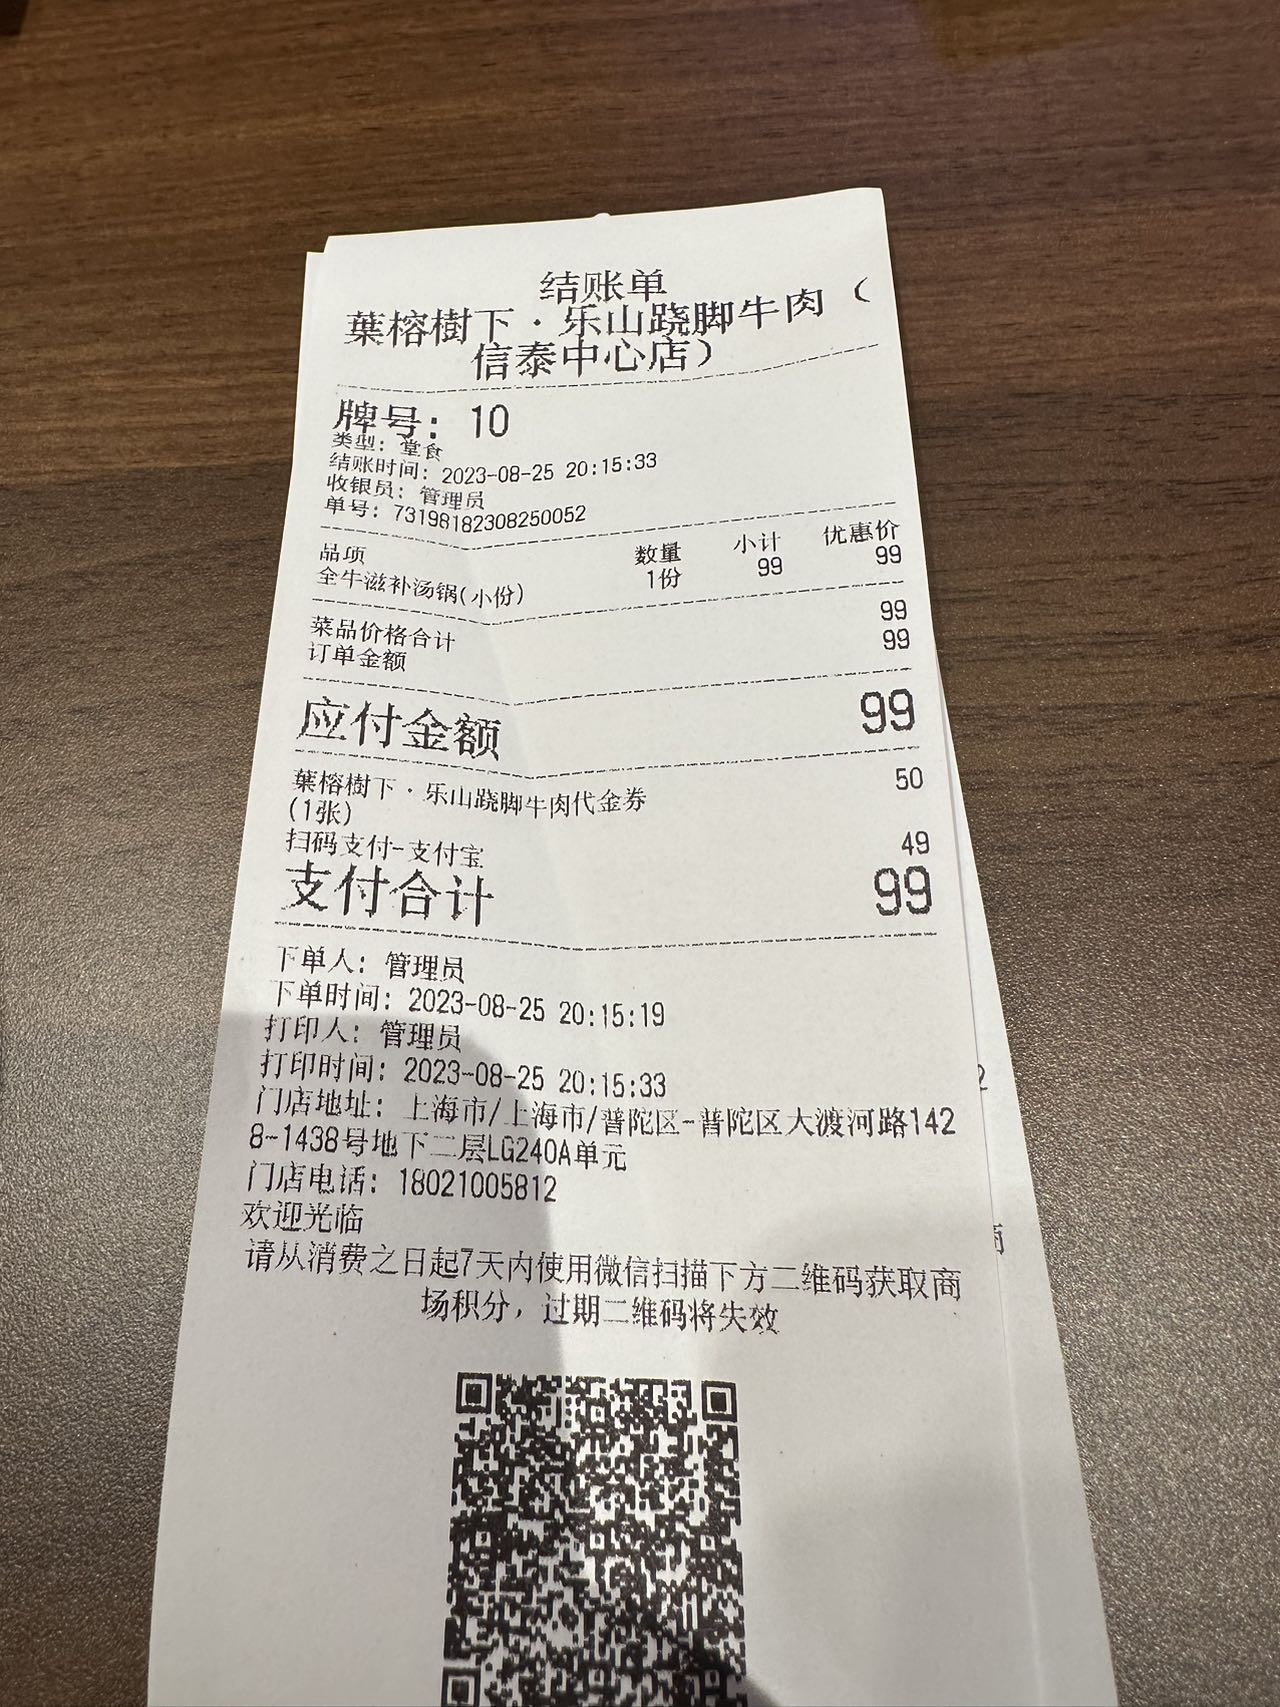 结账单
葉榕樹下·乐山跷脚牛肉（
信泰中心店）
牌号：10
类型：堂食
结账时间：2023-08-25 20:15:33
收银员：管理员
单号：73198182308250052
品项 数量 小计 优惠价
全牛滋补汤锅(小份) 1份 99 99
菜品价格合计 99
订单金额 99
应付金额 99
葉榕樹下·乐山跷脚牛肉代金券 50
(1张)
扫码支付-支付宝 49
支付合计 99
下单人：管理员
下单时间：2023-08-25 20:15:19
打印人：管理员
打印时间：2023-08-25 20:15:33
门店地址：上海市/上海市/普陀区-普陀区大渡河路142
8-1438号地下二层LG240A单元
门店电话：18021005812
欢迎光临
请从消费之日起7天内使用微信扫描下方二维码获取商
场积分，过期二维码将失效